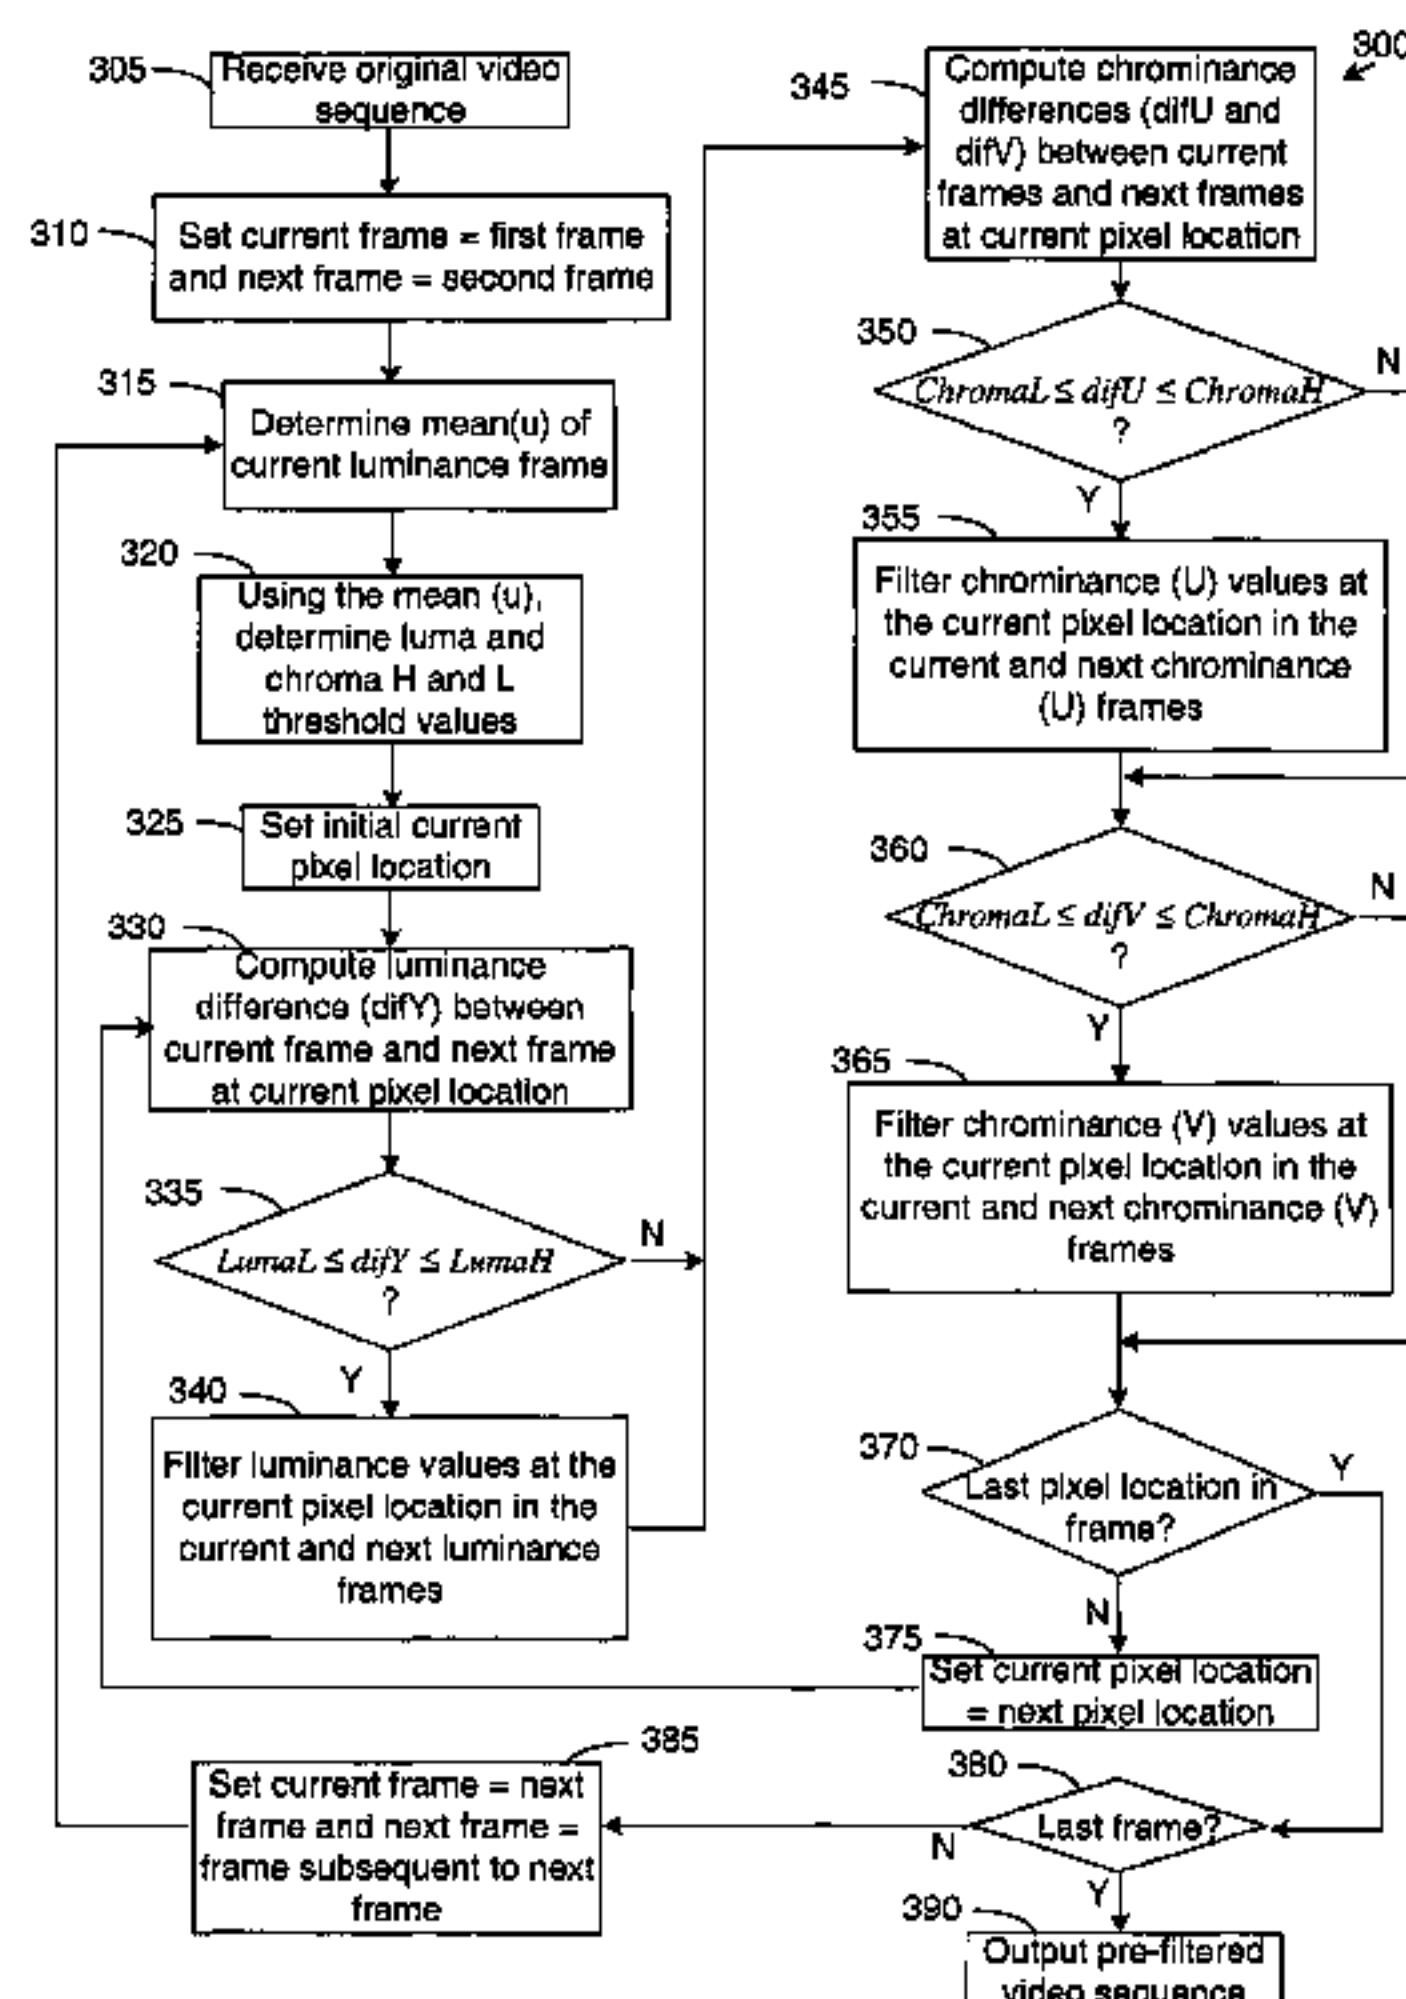 305
Receive original video
sequence
310
Set current frame = first frame
and next frame = second frame
315
Determine mean(u) of
current luminance frame
320
Using the mean (u),
determine luma and
chroma H and L
threshold values
325
Set initial current
pixel location
330
Compute luminance
difference (difY) between
current frame and next frame
at current pixel location
335
LumaL ≤ difY ≤ LumaH
?
N
Y
340
Filter luminance values at the
current pixel location in the
current and next luminance
frames
300
345
Compute chrominance
differences (difU and
difV) between current
frames and next frames
at current pixel location
350
ChromaL ≤ difU ≤ ChromaH
?
N
Y
355
Filter chrominance (U) values at
the current pixel location in the
current and next chrominance
(U) frames
360
ChromaL ≤ difV ≤ ChromaH
?
N
Y
365
Filter chrominance (V) values at
the current pixel location in the
current and next chrominance (V)
frames
370
Last pixel location in
frame?
Y
N
375
Set current pixel location
= next pixel location
380
Last frame?
N
Y
385
Set current frame = next
frame and next frame =
frame subsequent to next
frame
390
Output pre-filtered
video sequence